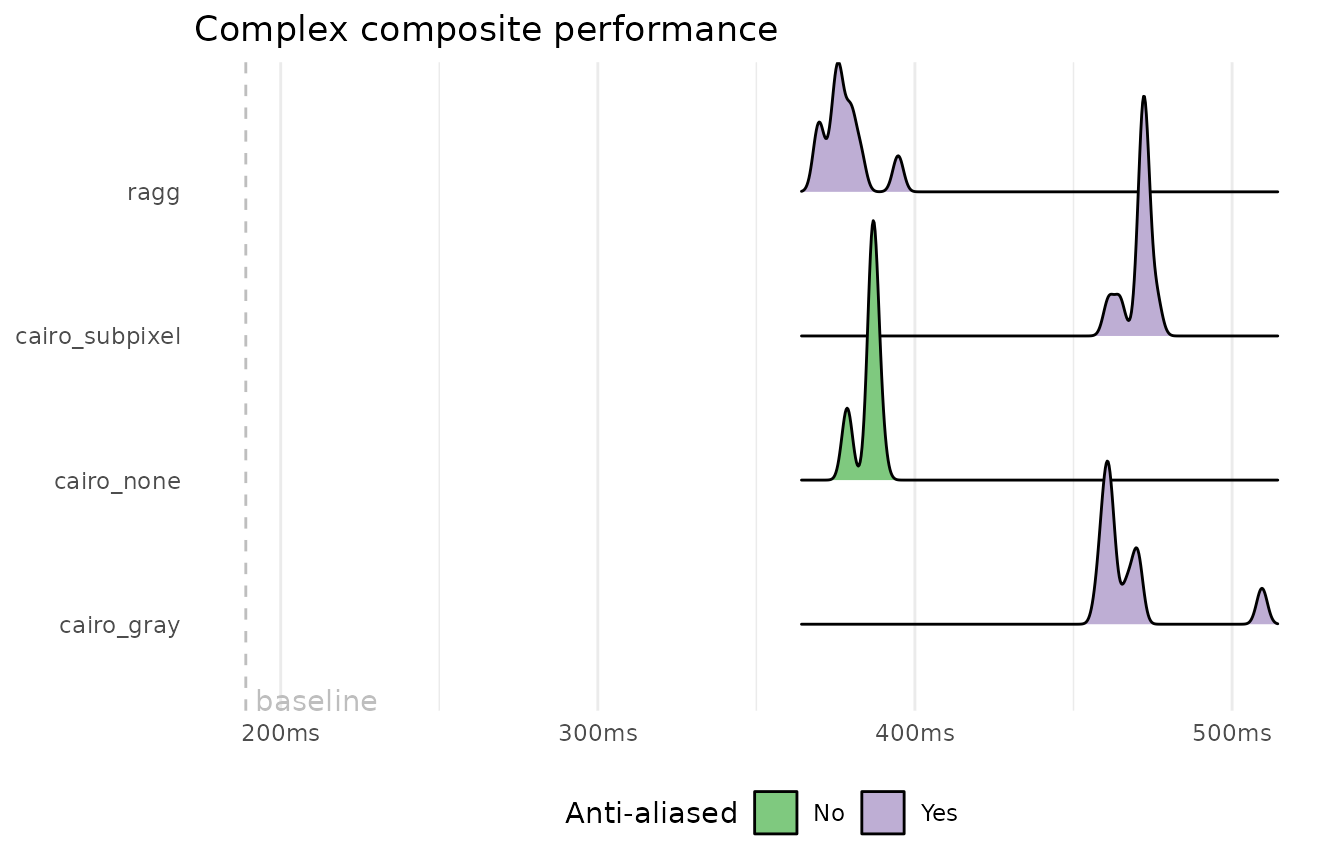 Complex composite performance
ragg
cairo_subpixel
cairo_none
cairo_gray
baseline
200ms 300ms 400ms 500ms
Anti-aliased No Yes